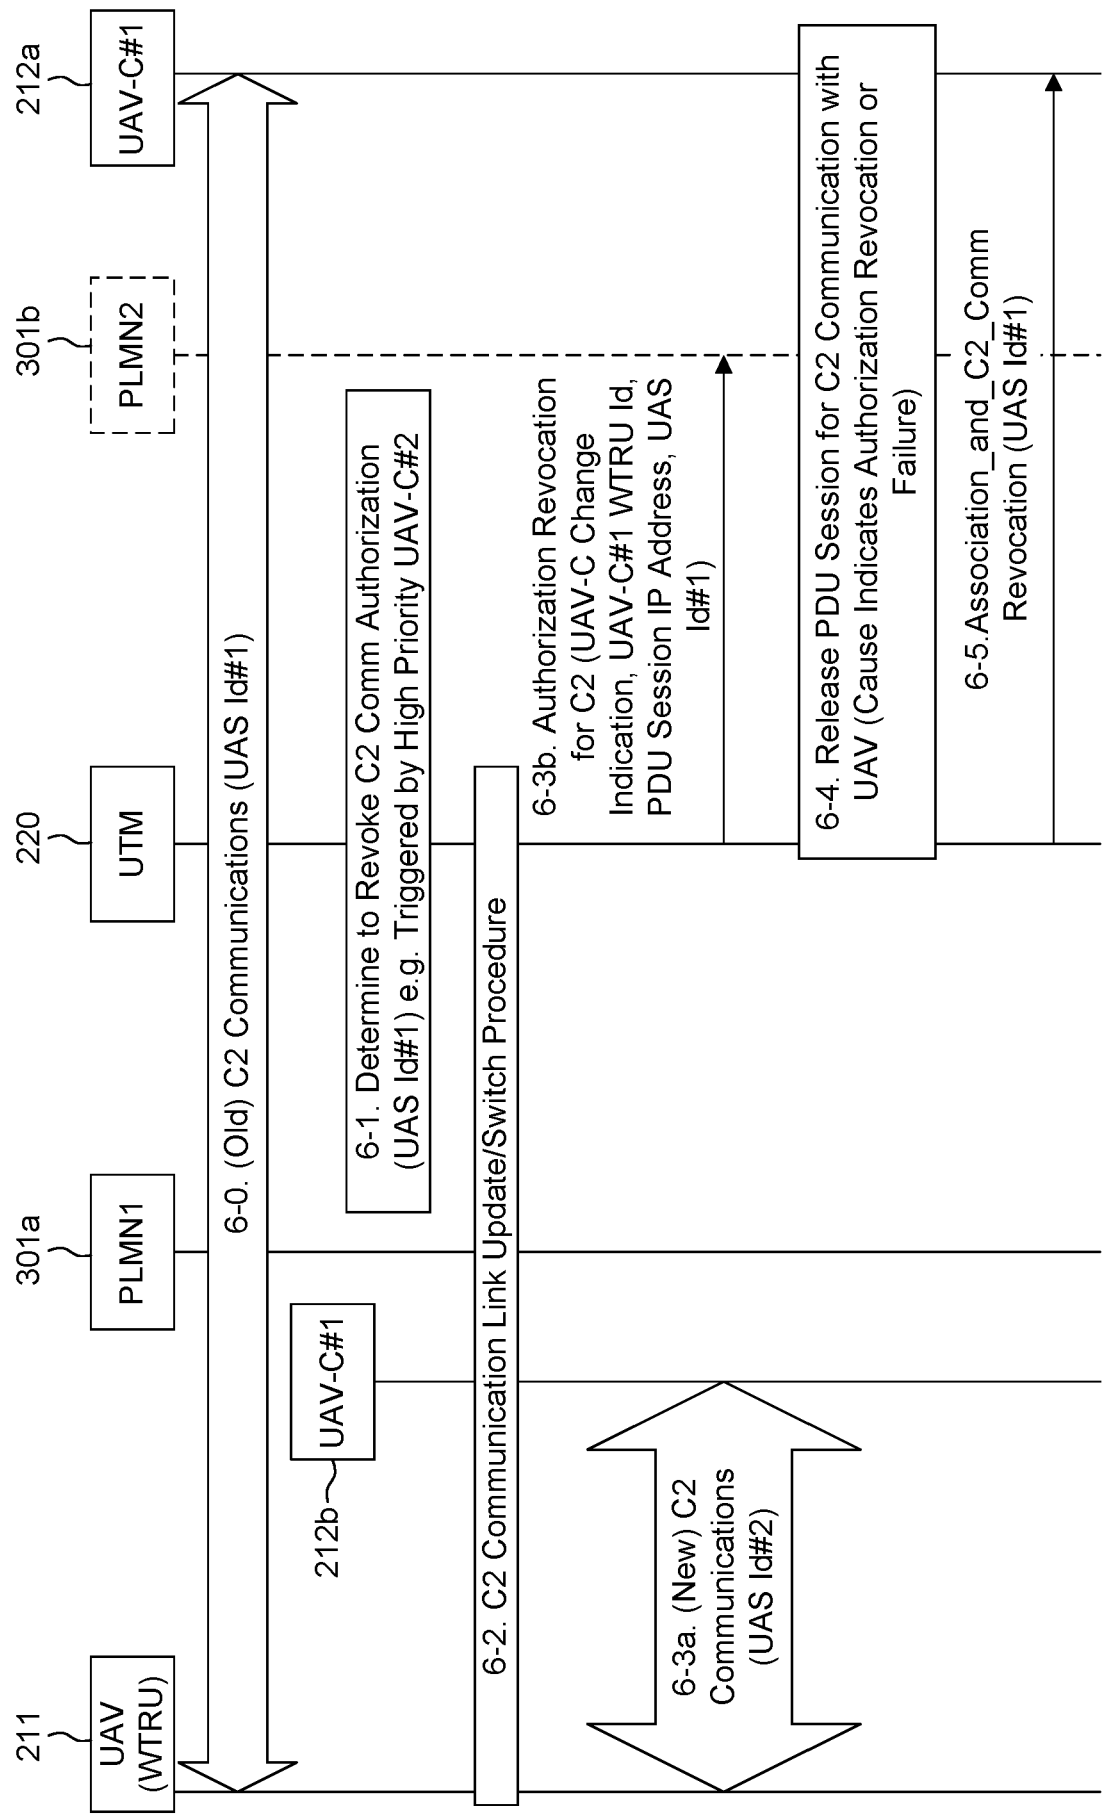 211
301a
220
301b
212a
UAV
(WTRU)
PLMN1
UTM
PLMN2
UAV-C#1
6-0. (Old) C2 Communications (UAS Id#1)
212b
UAV-C#1
6-1. Determine to Revoke C2 Comm Authorization
(UAS Id#1) e.g. Triggered by High Priority UAV-C#2
6-2. C2 Communication Link Update/Switch Procedure
6-3a. (New) C2
Communications
(UAS Id#2)
6-3b. Authorization Revocation
for C2 (UAV-C Change
Indication, UAV-C#1 WTRU Id,
PDU Session IP Address, UAS
Id#1)
6-4. Release PDU Session for C2 Communication with
UAV (Cause Indicates Authorization Revocation or
Failure)
6-5.Association_and_C2_Comm
Revocation (UAS Id#1)